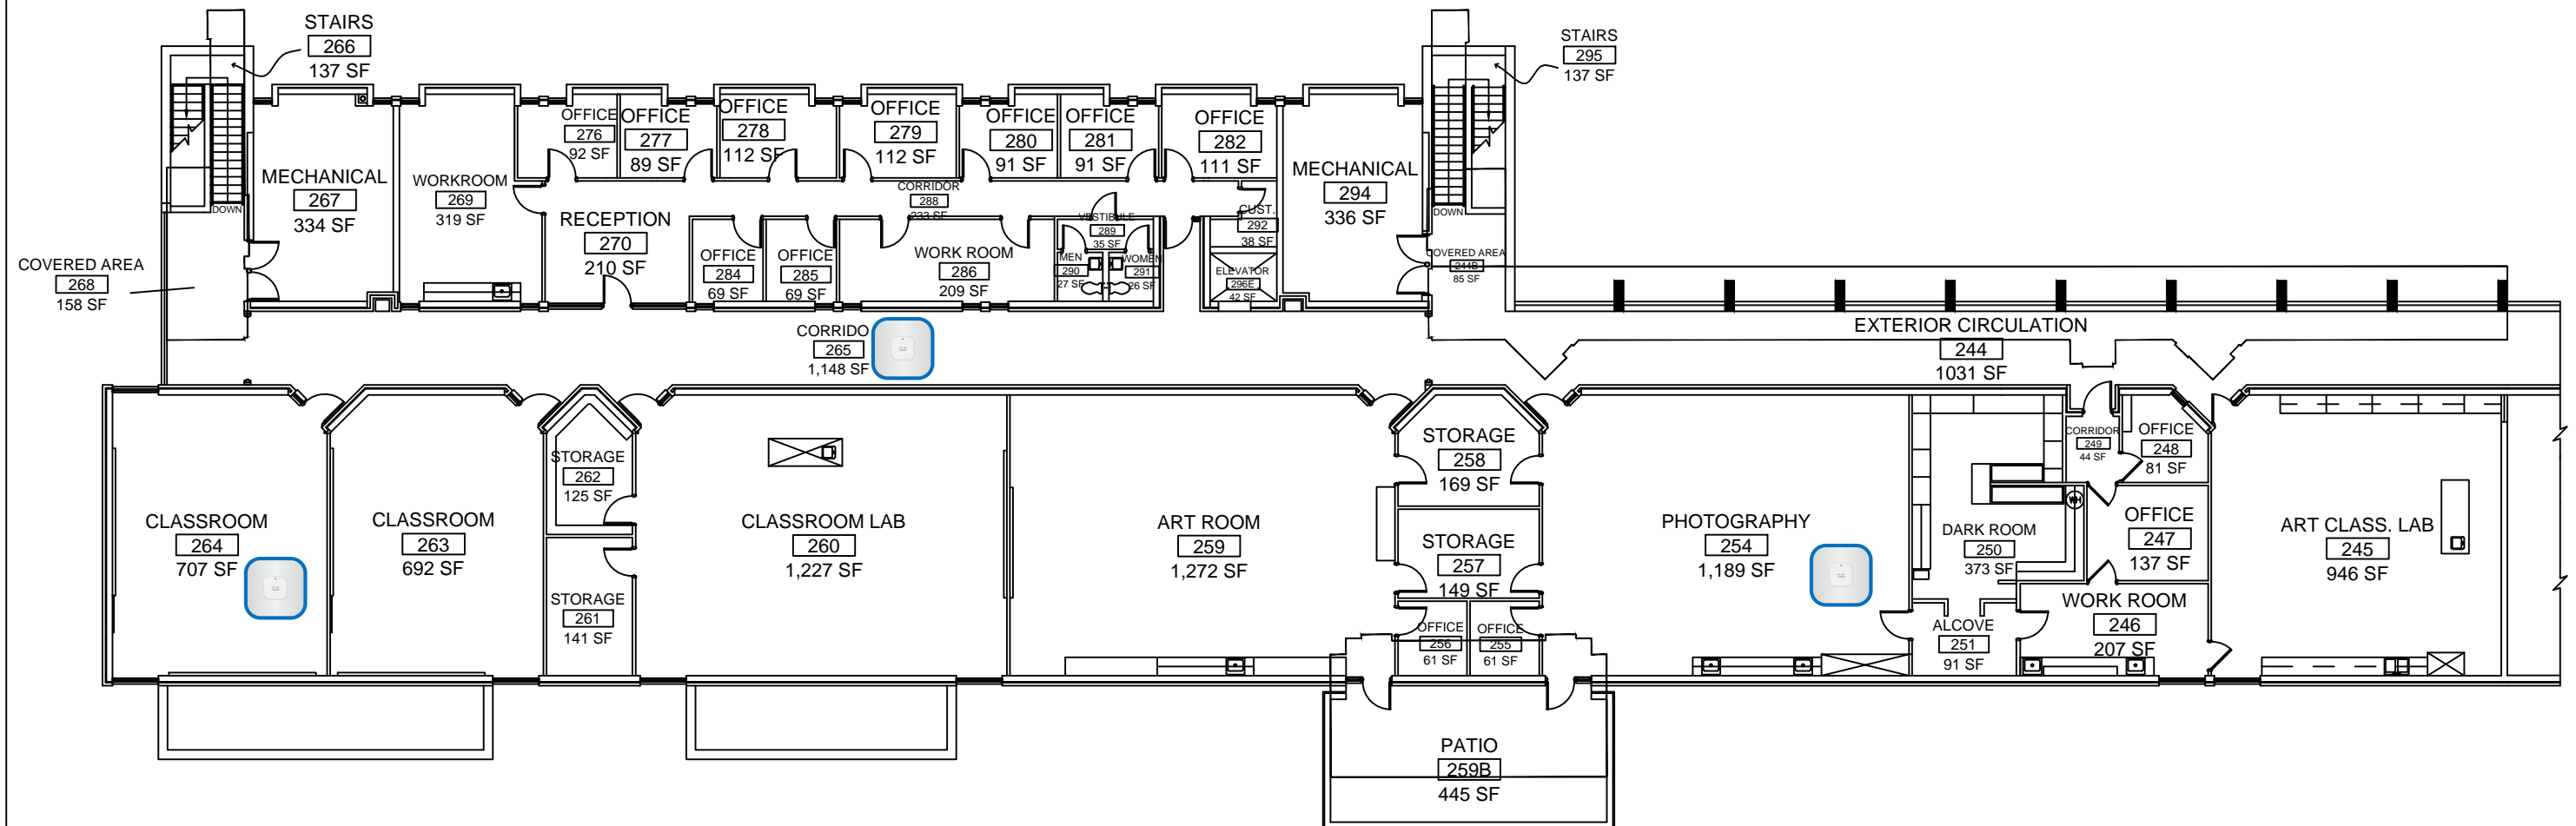 STAIRS
266
137 SF
STAIRS
295
137 SF
OFFICE
276
92 SF
OFFICE
277
89 SF
OFFICE
278
112 SF
OFFICE
279
112 SF
OFFICE
280
91 SF
OFFICE
281
91 SF
OFFICE
282
111 SF
MECHANICAL
267
334 SF
WORKROOM
269
319 SF
CORRIDOR
288
233 SF
MECHANICAL
294
336 SF
DOWN
RECEPTION
270
210 SF
VESTIBULE
289
35 SF
CUST.
292
38 SF
DOWN
COVERED AREA
268
158 SF
OFFICE
284
69 SF
OFFICE
285
69 SF
WORK ROOM
286
209 SF
MEN
290
27 SF
WOMEN
291
26 SF
ELEVATOR
296E
42 SF
COVERED AREA
244B
85 SF
CORRIDO
265
1,148 SF
EXTERIOR CIRCULATION
244
1031 SF
STORAGE
262
125 SF
STORAGE
258
169 SF
CORRIDOR
249
44 SF
OFFICE
248
81 SF
CLASSROOM
264
707 SF
CLASSROOM
263
692 SF
CLASSROOM LAB
260
1,227 SF
ART ROOM
259
1,272 SF
STORAGE
257
149 SF
PHOTOGRAPHY
254
1,189 SF
WH
DARK ROOM
250
373 SF
OFFICE
247
137 SF
ART CLASS. LAB
245
946 SF
STORAGE
261
141 SF
OFFICE
256
61 SF
OFFICE
255
61 SF
ALCOVE
251
91 SF
WORK ROOM
246
207 SF
PATIO
259B
445 SF